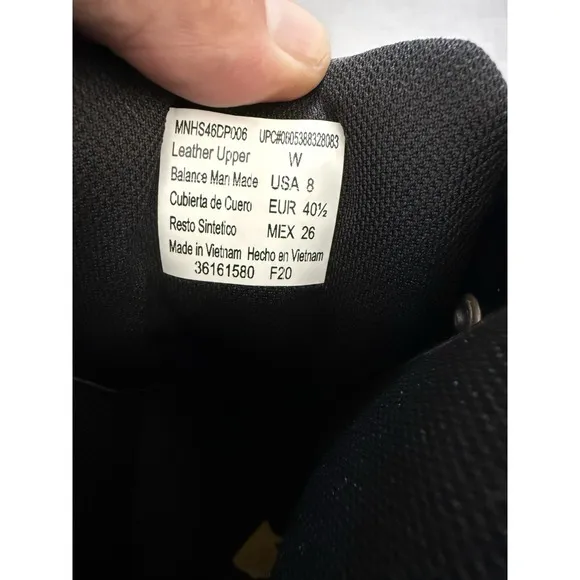 MNHS46DP006 UPC#0605388328083
Leather Upper W
Balance Man Made USA 8
Cubierta de Cuero EUR 40½
Resto Sintetico MEX 26
Made in Vietnam Hecho en Vietnam
36161580 F20